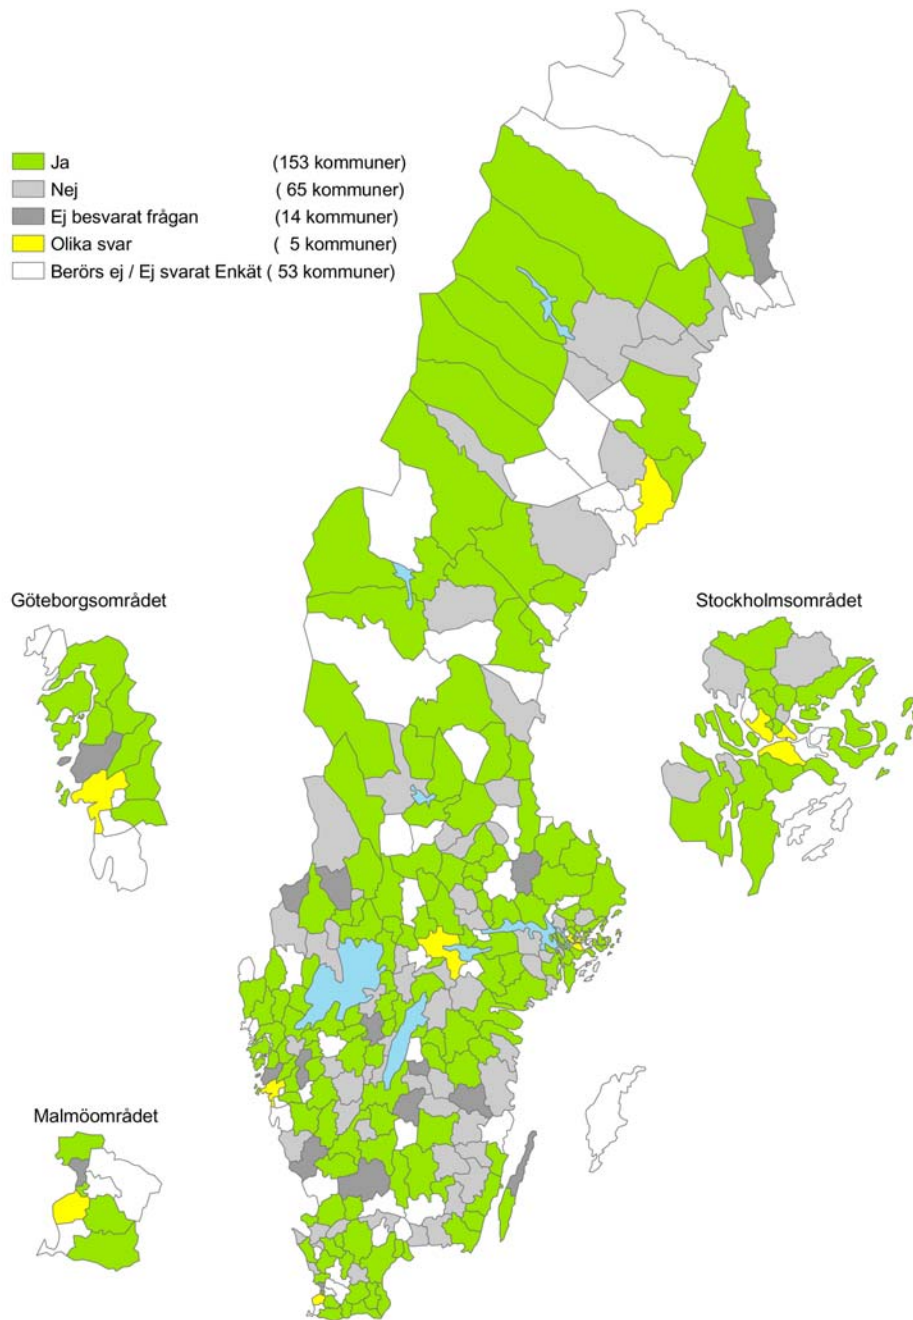 Ja (153 kommuner)
Nej ( 65 kommuner)
Ej besvarat frågan (14 kommuner)
Olika svar ( 5 kommuner)
Berörs ej / Ej svarat Enkät ( 53 kommuner)
Göteborgsområdet
Stockholmsområdet
Malmöområdet